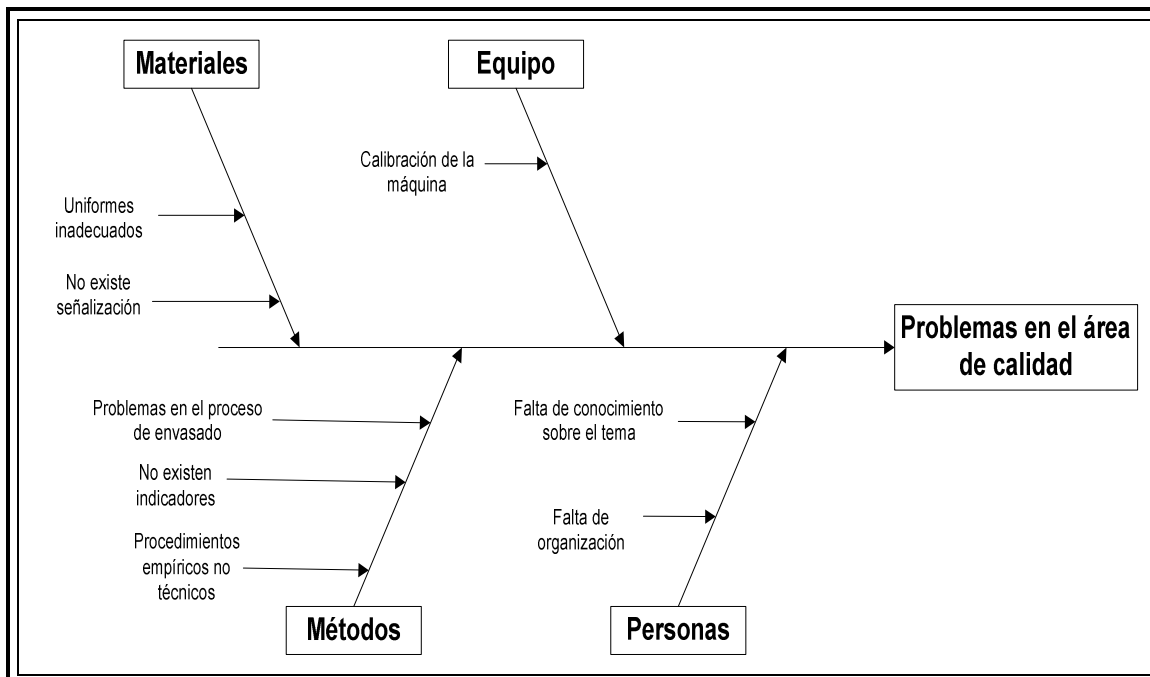 Materiales
Equipo
Calibración de la
máquina
Uniformes
inadecuados
No existe
señalización
Problemas en el área
de calidad
Problemas en el proceso
de envasado
No existen
indicadores
Procedimientos
empíricos no
técnicos
Falta de conocimiento
sobre el tema
Falta de
organización
Métodos
Personas